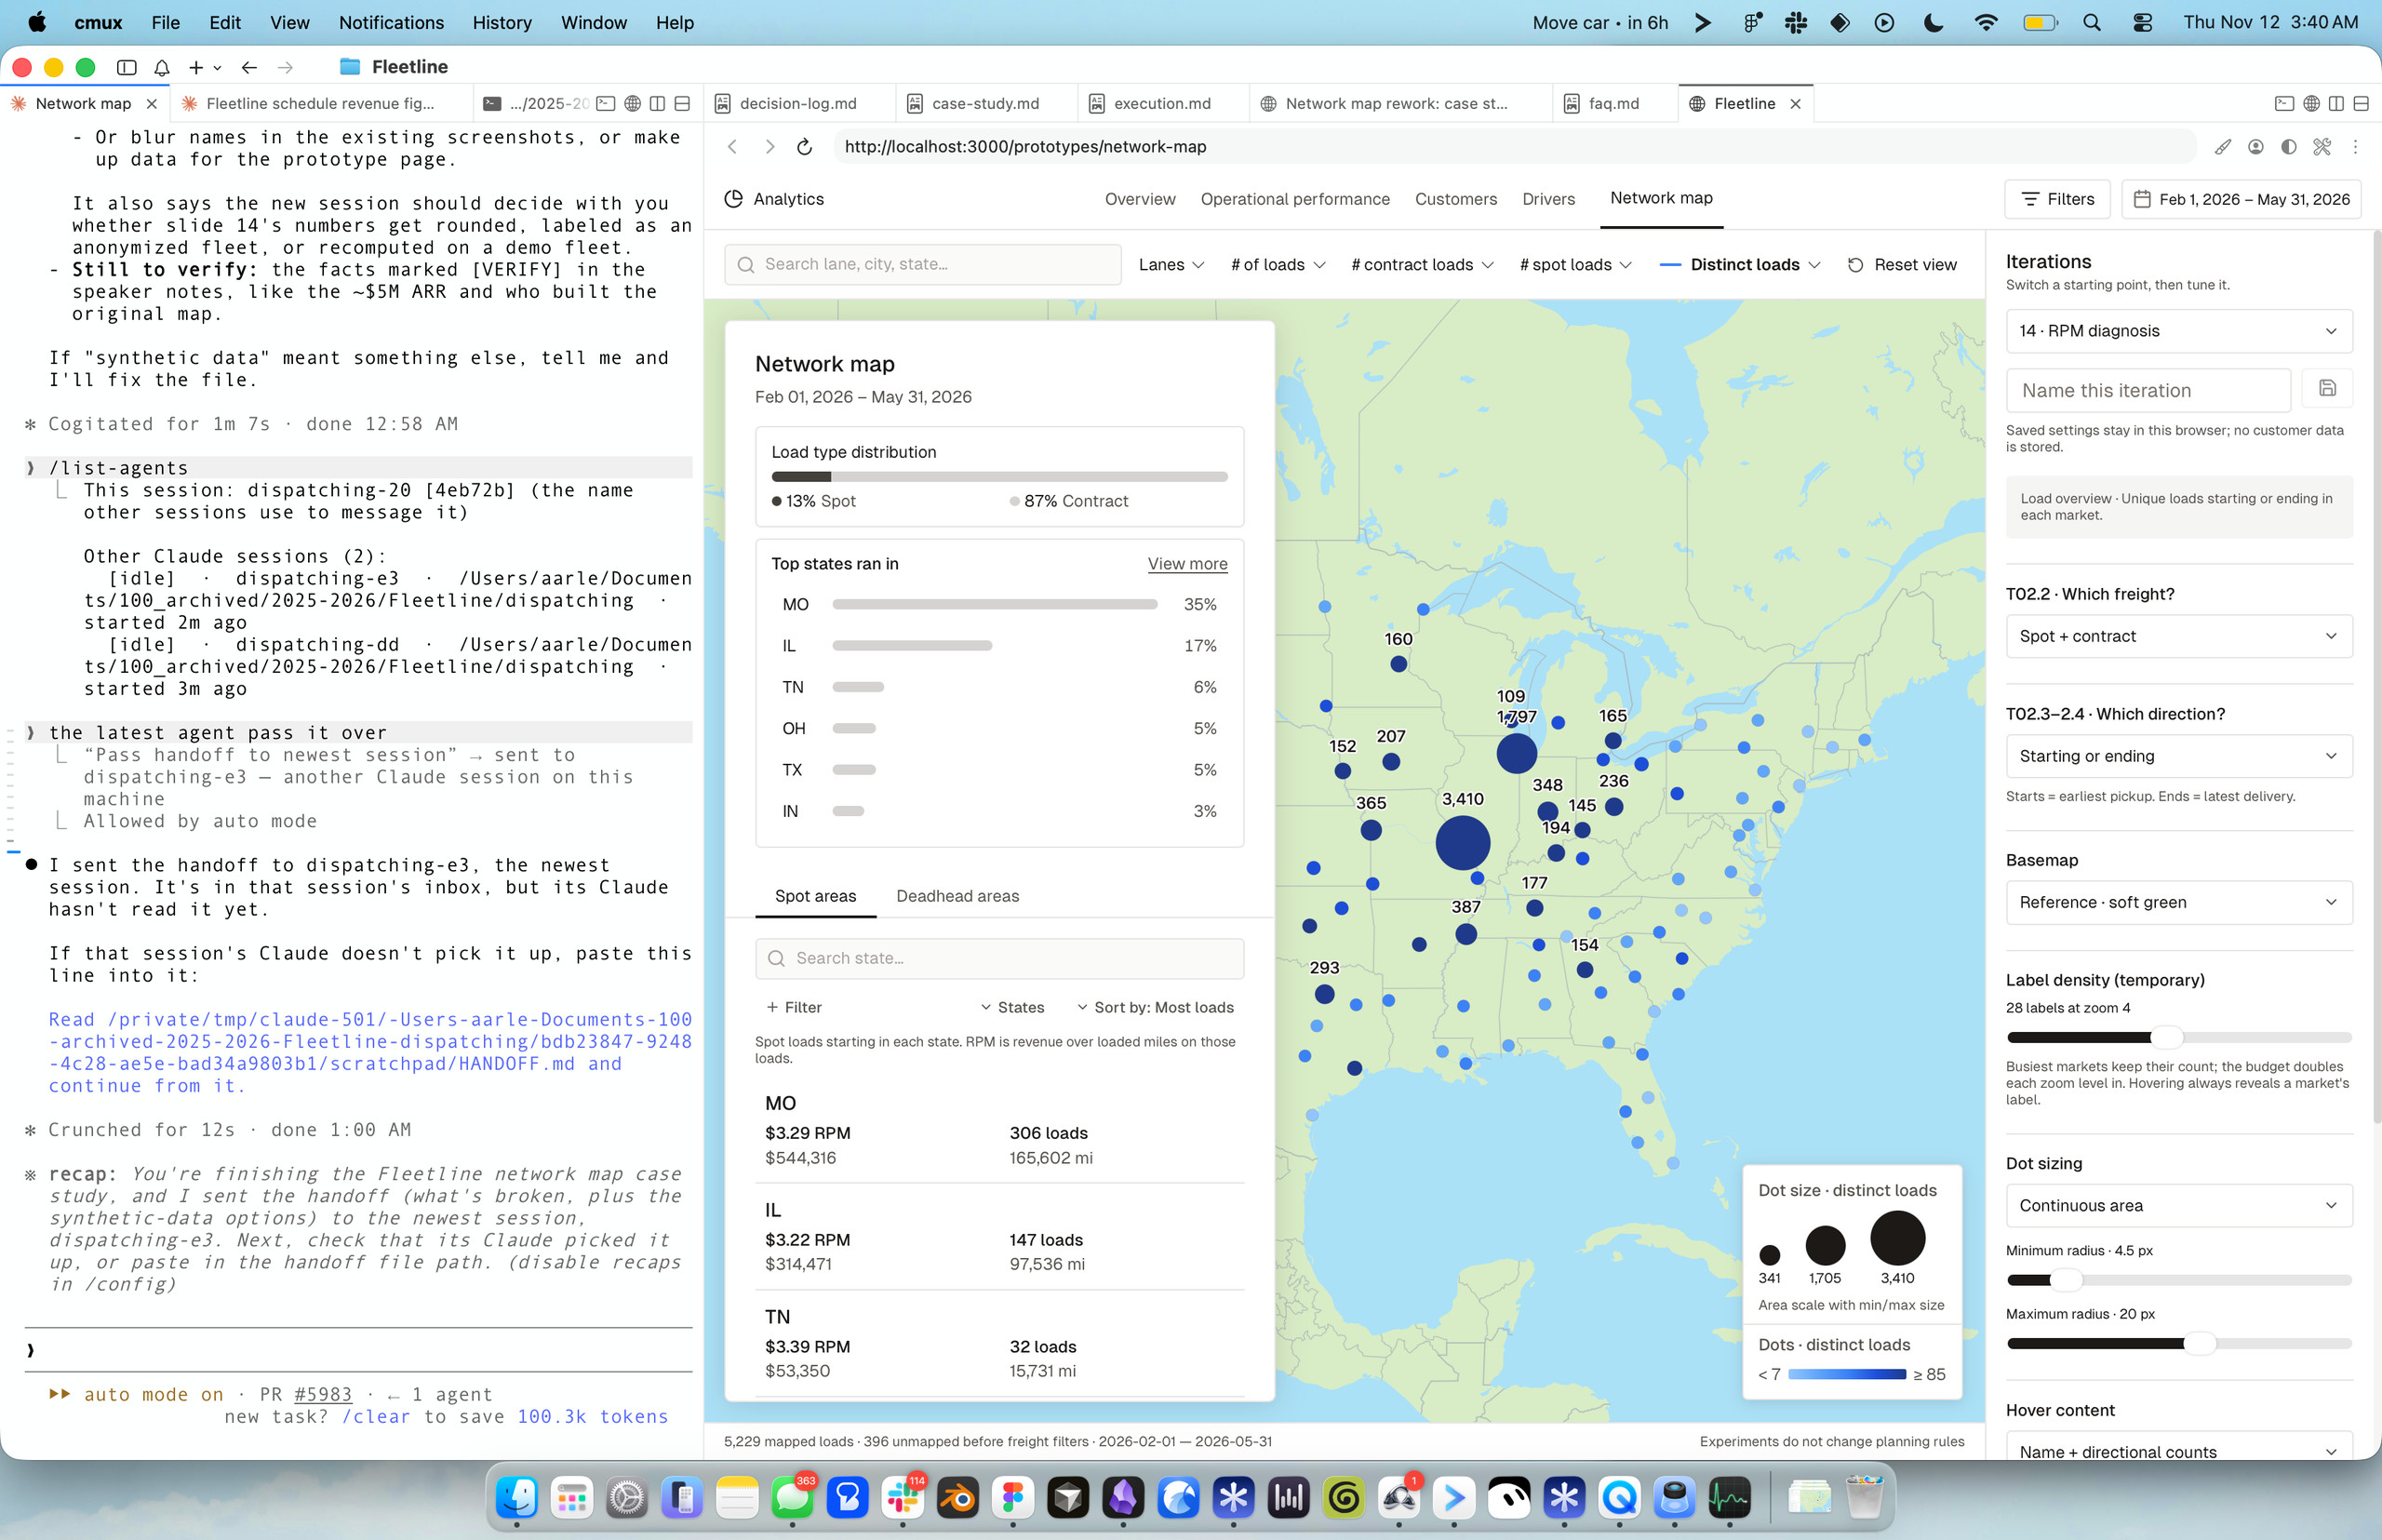 cmux File Edit View Notifications History Window Help
Move car • in 6h
Thu Nov 12 3:40 AM
Fleetline
Network map
Fleetline schedule revenue fig...
.../2025-20
- Or blur names in the existing screenshots, or make
up data for the prototype page.
It also says the new session should decide with you
whether slide 14's numbers get rounded, labeled as an
anonymized fleet, or recomputed on a demo fleet.
- Still to verify: the facts marked [VERIFY] in the
speaker notes, like the ~$5M ARR and who built the
original map.
If "synthetic data" meant something else, tell me and
I'll fix the file.
✻ Cogitated for 1m 7s · done 12:58 AM
❯ /list-agents
⎿ This session: dispatching-20 [4eb72b] (the name
other sessions use to message it)
Other Claude sessions (2):
[idle] · dispatching-e3 · /Users/aarle/Documen
ts/100_archived/2025-2026/Fleetline/dispatching ·
started 2m ago
[idle] · dispatching-dd · /Users/aarle/Documen
ts/100_archived/2025-2026/Fleetline/dispatching ·
started 3m ago
❯ the latest agent pass it over
⎿ “Pass handoff to newest session” → sent to
dispatching-e3 — another Claude session on this
machine
⎿ Allowed by auto mode
● I sent the handoff to dispatching-e3, the newest
session. It's in that session's inbox, but its Claude
hasn't read it yet.
If that session's Claude doesn't pick it up, paste this
line into it:
Read /private/tmp/claude-501/-Users-aarle-Documents-100
-archived-2025-2026-Fleetline-dispatching/bdb23847-9248
-4c28-ae5e-bad34a9803b1/scratchpad/HANDOFF.md and
continue from it.
✻ Crunched for 12s · done 1:00 AM
※ recap: You're finishing the Fleetline network map case
study, and I sent the handoff (what's broken, plus the
synthetic-data options) to the newest session,
dispatching-e3. Next, check that its Claude picked it
up, or paste in the handoff file path. (disable recaps
in /config)
❯
⏵⏵ auto mode on · PR #5983 · ← 1 agent
new task? /clear to save 100.3k tokens
decision-log.md
case-study.md
execution.md
Network map rework: case st...
faq.md
Fleetline
http://localhost:3000/prototypes/network-map
Analytics
Overview Operational performance Customers Drivers Network map
Filters
Feb 1, 2026 – May 31, 2026
Search lane, city, state...
Lanes
# of loads
# contract loads
# spot loads
Distinct loads
Reset view
Network map
Feb 01, 2026 – May 31, 2026
Load type distribution
13% Spot
87% Contract
Top states ran in
View more
MO 35%
IL 17%
TN 6%
OH 5%
TX 5%
IN 3%
Spot areas
Deadhead areas
Search state...
+ Filter
States
Sort by: Most loads
Spot loads starting in each state. RPM is revenue over loaded miles on those
loads.
MO
$3.29 RPM 306 loads
$544,316 165,602 mi
IL
$3.22 RPM 147 loads
$314,471 97,536 mi
TN
$3.39 RPM 32 loads
$53,350 15,731 mi
160
109
1,797
165
152
207
348
236
365
3,410
145
194
177
387
154
293
Dot size · distinct loads
341 1,705 3,410
Area scale with min/max size
Dots · distinct loads
< 7 ≥ 85
5,229 mapped loads · 396 unmapped before freight filters · 2026-02-01 — 2026-05-31
Experiments do not change planning rules
Iterations
Switch a starting point, then tune it.
14 · RPM diagnosis
Name this iteration
Saved settings stay in this browser; no customer data
is stored.
Load overview · Unique loads starting or ending in
each market.
T02.2 · Which freight?
Spot + contract
T02.3–2.4 · Which direction?
Starting or ending
Starts = earliest pickup. Ends = latest delivery.
Basemap
Reference · soft green
Label density (temporary)
28 labels at zoom 4
Busiest markets keep their count; the budget doubles
each zoom level in. Hovering always reveals a market's
label.
Dot sizing
Continuous area
Minimum radius · 4.5 px
Maximum radius · 20 px
Hover content
Name + directional counts
363
114
1